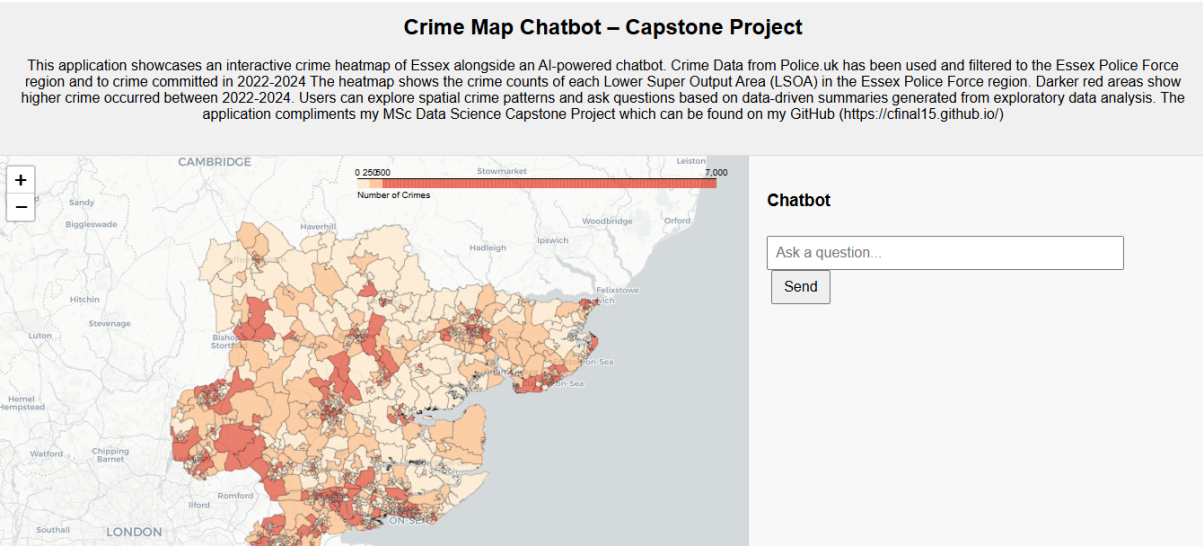 Crime Map Chatbot – Capstone Project
This application showcases an interactive crime heatmap of Essex alongside an AI-powered chatbot. Crime Data from Police.uk has been used and filtered to the Essex Police Force
region and to crime committed in 2022-2024 The heatmap shows the crime counts of each Lower Super Output Area (LSOA) in the Essex Police Force region. Darker red areas show
higher crime occurred between 2022-2024. Users can explore spatial crime patterns and ask questions based on data-driven summaries generated from exploratory data analysis. The
application compliments my MSc Data Science Capstone Project which can be found on my GitHub (https://cfinal15.github.io/)
+
−
CAMBRIDGE
Leiston
0 250500
7,000
Stowmarket
Number of Crimes
Sandy
Biggleswade
Haverhill
Woodbridge
Orford
Ipswich
Hadleigh
Hitchin
Felixstowe
Stevenage
Luton
Bishop
on-Sea
on-Sea
Hemel
Hempstead
Watford
Chipping
Barnet
Romford
Ilford
ON-SEA
Southall
LONDON
Chatbot
Ask a question...
Send